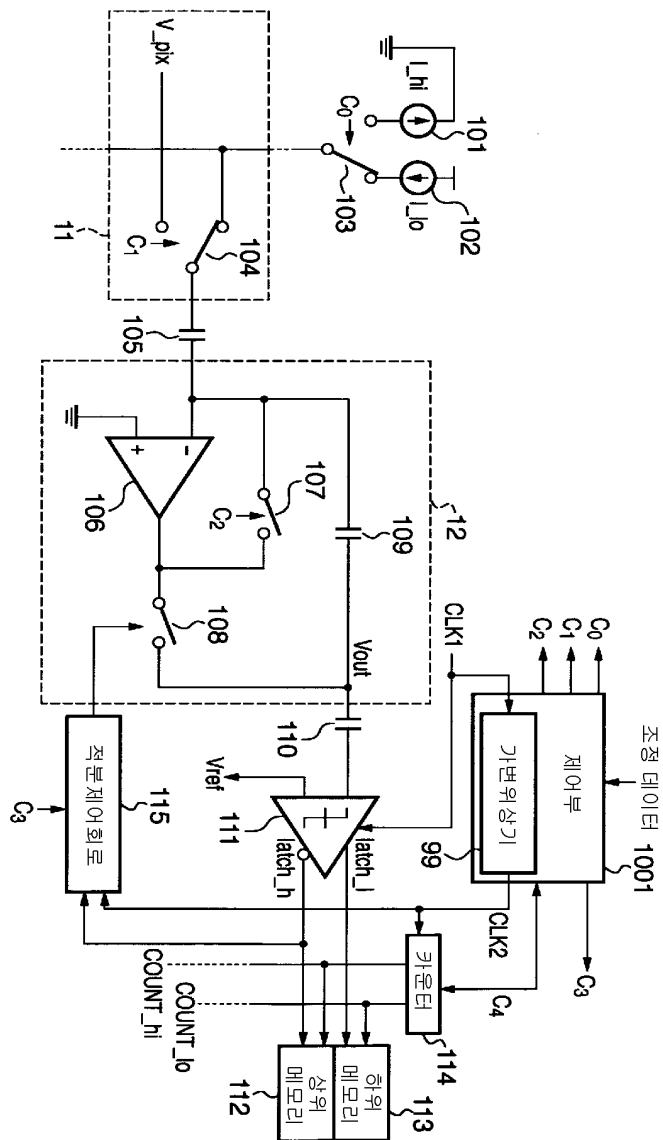 조정 데이터
1001
제어부
가변위상기
99
CLK1
CLK2
C0
C1
C2
C3
C4
카운터
114
하위
메모리
113
상위
메모리
112
COUNT_lo
COUNT_hi
I_hi
101
I_lo
102
C0
103
V_pix
104
C1
11
105
12
106
+
-
107
C2
108
109
Vout
110
111
Vref
latch_l
latch_h
적분제어회로
115
C3